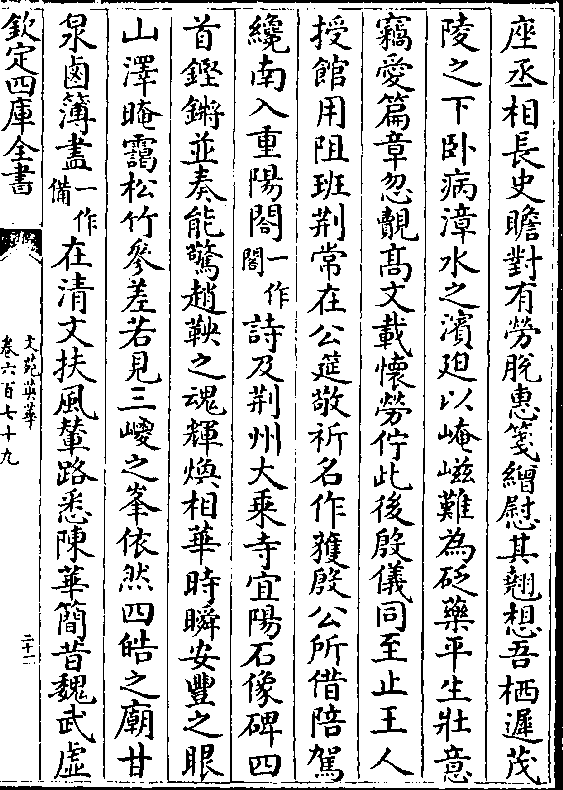 座丞相長史瞻對有勞脫惠箋繒慰其翹想吾栖遲茂
陵之下卧病漳水之濱迫以崦嵫難為砭藥平生壯意
竊愛篇章忽覿髙文載懷勞佇此後殷儀同至止王人
授館用阻班荆常在公筵敬祈名作獲殷公所借陪駕
纔南入重陽閤一作閣詩及荆州大乘寺宜陽石像碑四
首鏗鏘並奏能驚趙鞅之魂輝煥相華時瞬安豐之眼
山澤晻靄松竹參差若見三嵕之峯依然四皓之廟甘
泉鹵簿盡一作備在清文扶風輦路悉陳華簡昔魏武虚
欽定四庫全書
文苑英華
卷六百七十九
二十一